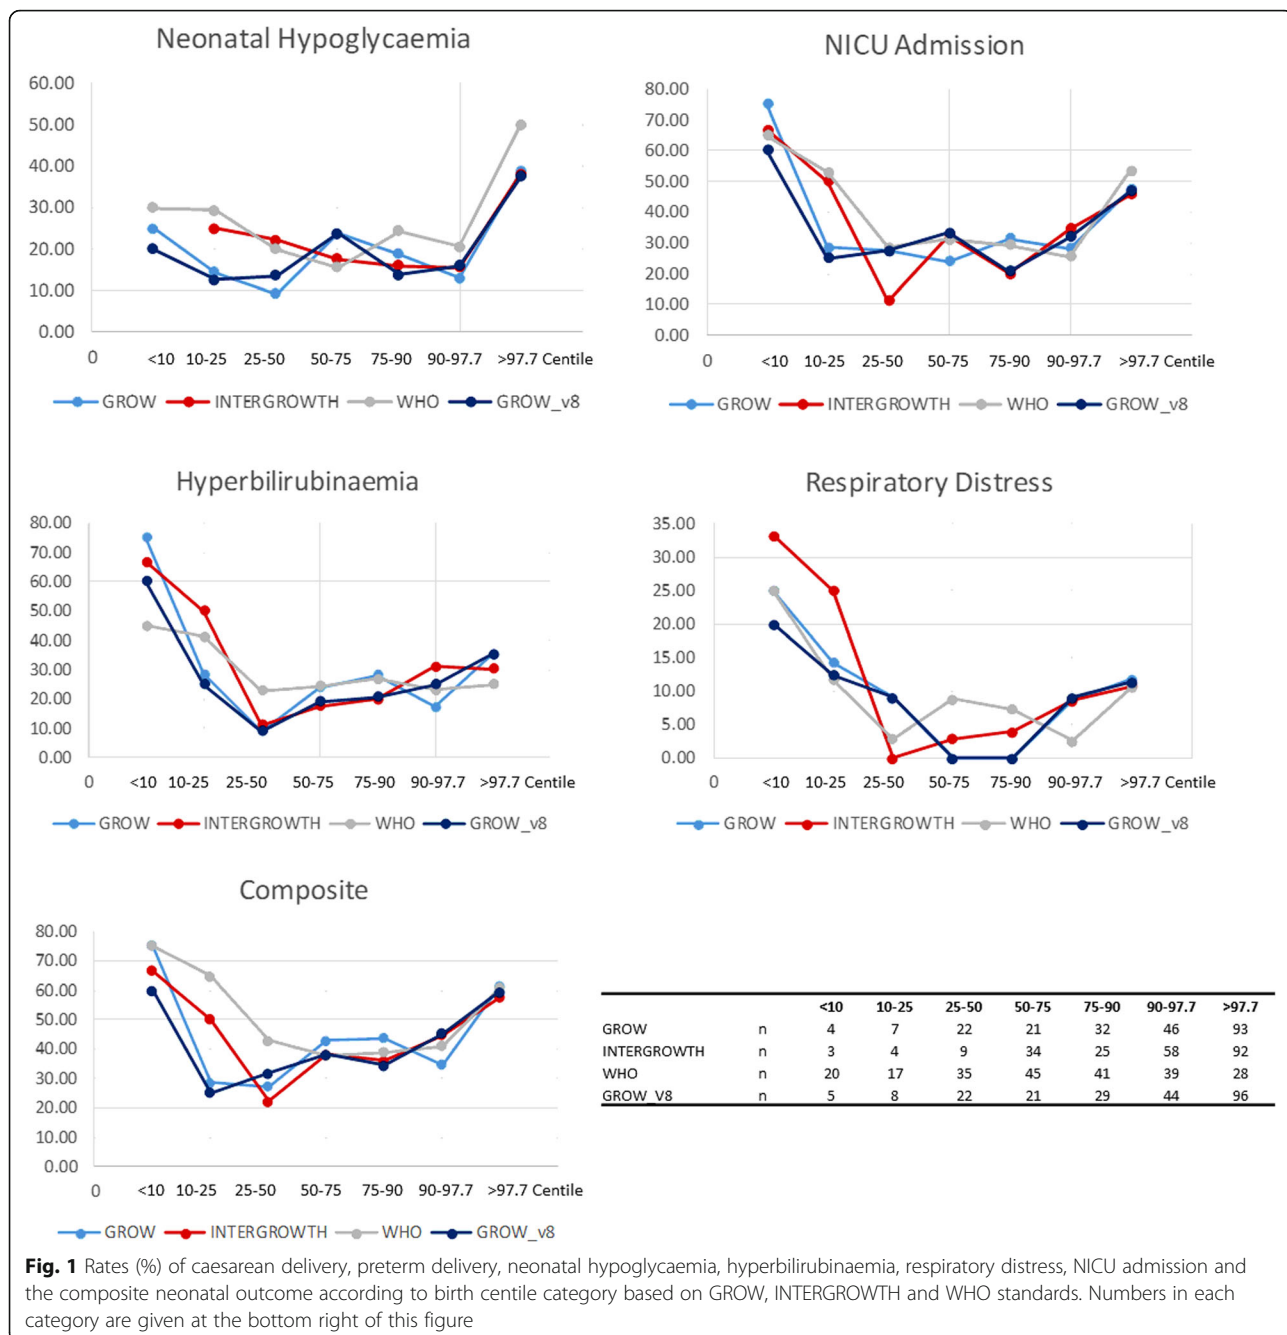 Neonatal Hypoglycaemia
60.00
50.00
40.00
30.00
20.00
10.00
0.00
0 <10 10-25 25-50 50-75 75-90 90-97.7 >97.7 Centile
GROW INTERGROWTH WHO GROW_v8
NICU Admission
80.00
70.00
60.00
50.00
40.00
30.00
20.00
10.00
0.00
0 <10 10-25 25-50 50-75 75-90 90-97.7 >97.7 Centile
GROW INTERGROWTH WHO GROW_v8
Hyperbilirubinaemia
80.00
70.00
60.00
50.00
40.00
30.00
20.00
10.00
0.00
0 <10 10-25 25-50 50-75 75-90 90-97.7 >97.7 Centile
GROW INTERGROWTH WHO GROW_v8
Respiratory Distress
35.00
30.00
25.00
20.00
15.00
10.00
5.00
0.00
0 <10 10-25 25-50 50-75 75-90 90-97.7 >97.7 Centile
GROW INTERGROWTH WHO GROW_v8
Composite
80.00
70.00
60.00
50.00
40.00
30.00
20.00
10.00
0.00
0 <10 10-25 25-50 50-75 75-90 90-97.7 >97.7 Centile
GROW INTERGROWTH WHO GROW_v8
<10 10-25 25-50 50-75 75-90 90-97.7 >97.7
GROW n 4 7 22 21 32 46 93
INTERGROWTH n 3 4 9 34 25 58 92
WHO n 20 17 35 45 41 39 28
GROW_V8 n 5 8 22 21 29 44 96
Fig. 1 Rates (%) of caesarean delivery, preterm delivery, neonatal hypoglycaemia, hyperbilirubinaemia, respiratory distress, NICU admission and
the composite neonatal outcome according to birth centile category based on GROW, INTERGROWTH and WHO standards. Numbers in each
category are given at the bottom right of this figure